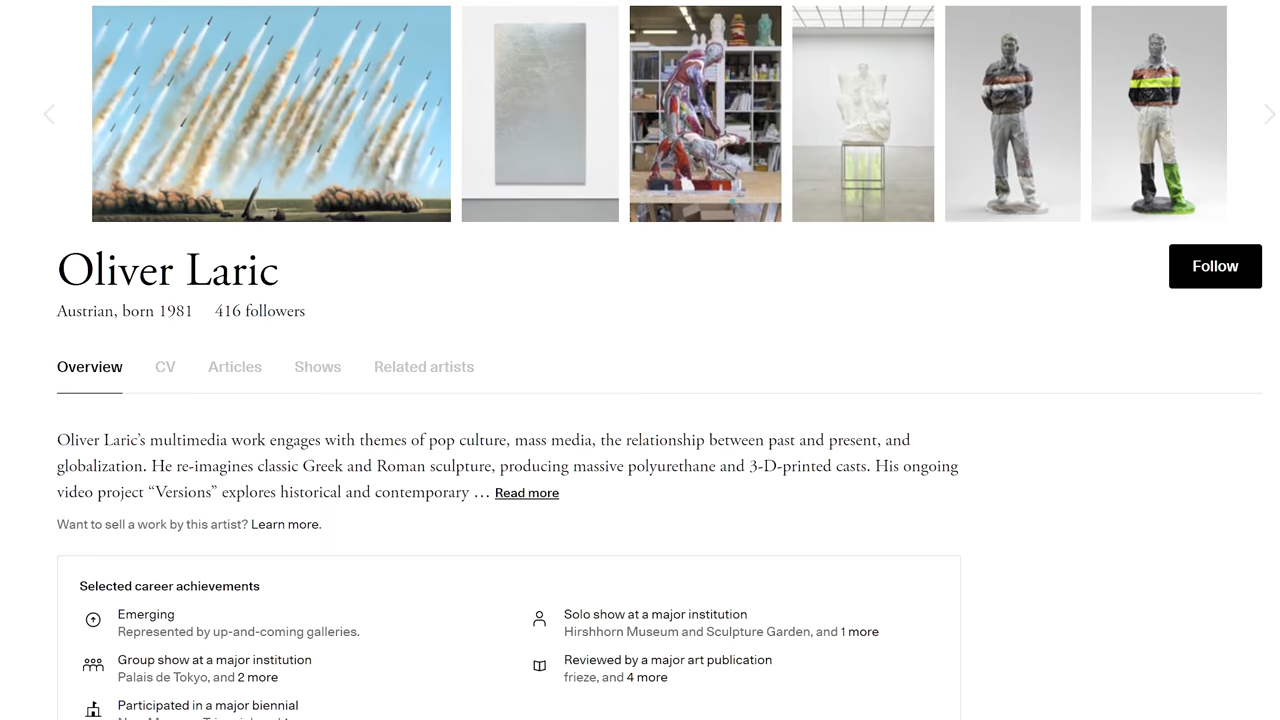 Oliver Laric
Follow
Austrian, born 1981 416 followers
Overview CV Articles Shows Related artists
Oliver Laric’s multimedia work engages with themes of pop culture, mass media, the relationship between past and present, and
globalization. He re-imagines classic Greek and Roman sculpture, producing massive polyurethane and 3-D-printed casts. His ongoing
video project “Versions” explores historical and contemporary … Read more
Want to sell a work by this artist? Learn more.
Selected career achievements
Emerging
Represented by up-and-coming galleries.
Solo show at a major institution
Hirshhorn Museum and Sculpture Garden, and 1 more
Group show at a major institution
Palais de Tokyo, and 2 more
Reviewed by a major art publication
frieze, and 4 more
Participated in a major biennial